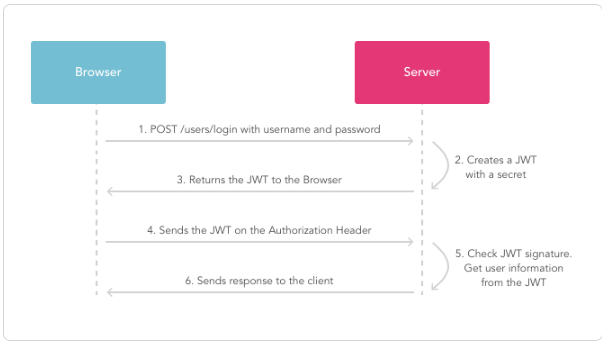 Browser
Server
1. POST /users/login with username and password
2. Creates a JWT
with a secret
3. Returns the JWT to the Browser
4. Sends the JWT on the Authorization Header
5. Check JWT signature.
Get user information
from the JWT
6. Sends response to the client